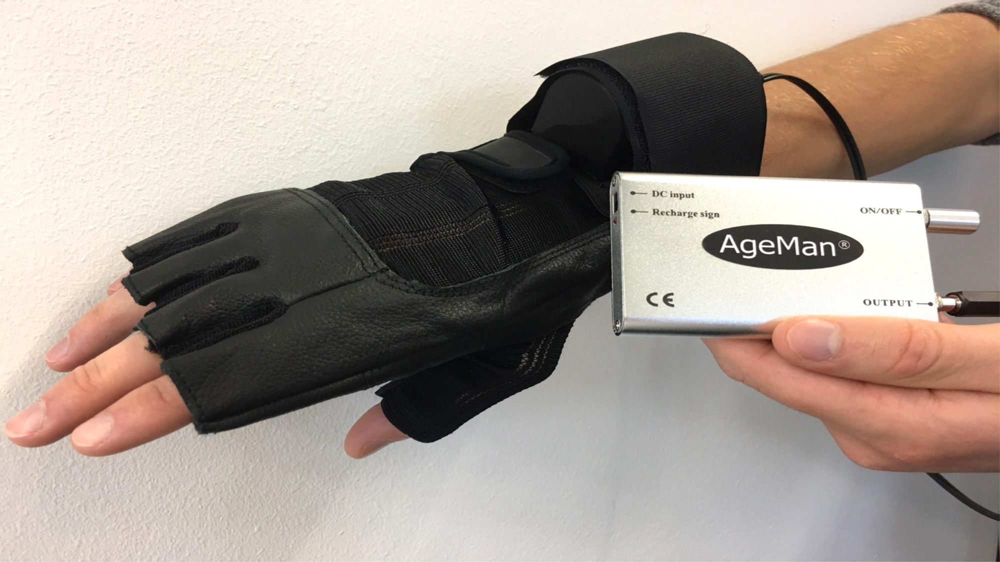 DC input
Recharge sign
ON/OFF
AgeMan®
CE
OUTPUT